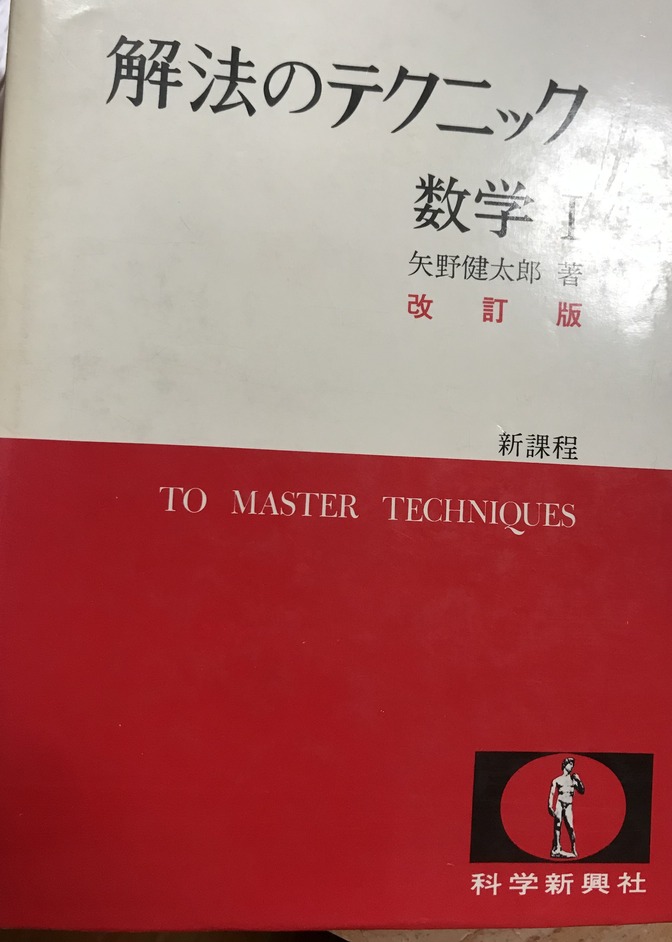 解法のテクニック
数学 I
矢野健太郎 著
改訂版
新課程
TO MASTER TECHNIQUES
科学新興社